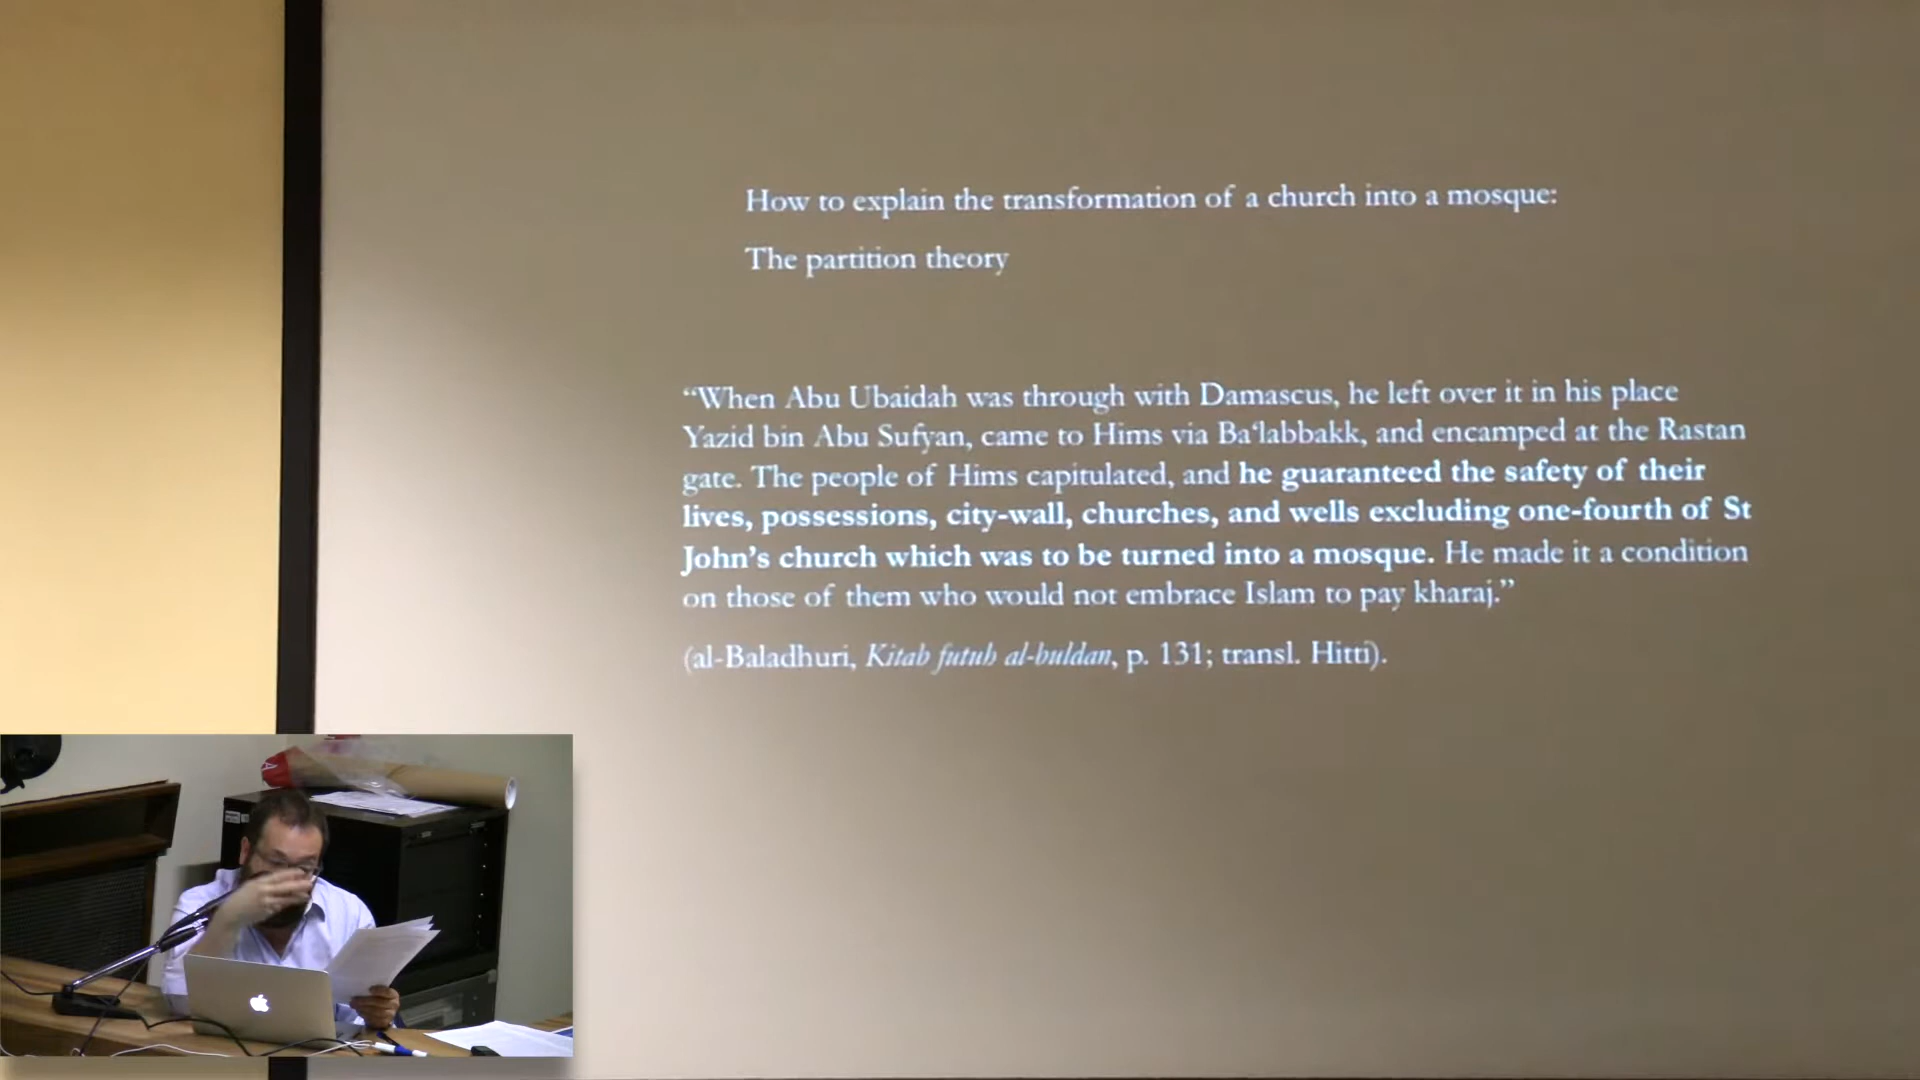 How to explain the transformation of a church into a mosque:
The partition theory
“When Abu Ubaidah was through with Damascus, he left over it in his place
Yazid bin Abu Sufyan, came to Hims via Ba‘labbakk, and encamped at the Rastan
gate. The people of Hims capitulated, and he guaranteed the safety of their
lives, possessions, city-wall, churches, and wells excluding one-fourth of St
John’s church which was to be turned into a mosque. He made it a condition
on those of them who would not embrace Islam to pay kharaj.”
(al-Baladhuri, Kitab futuh al-buldan, p. 131; transl. Hitti).